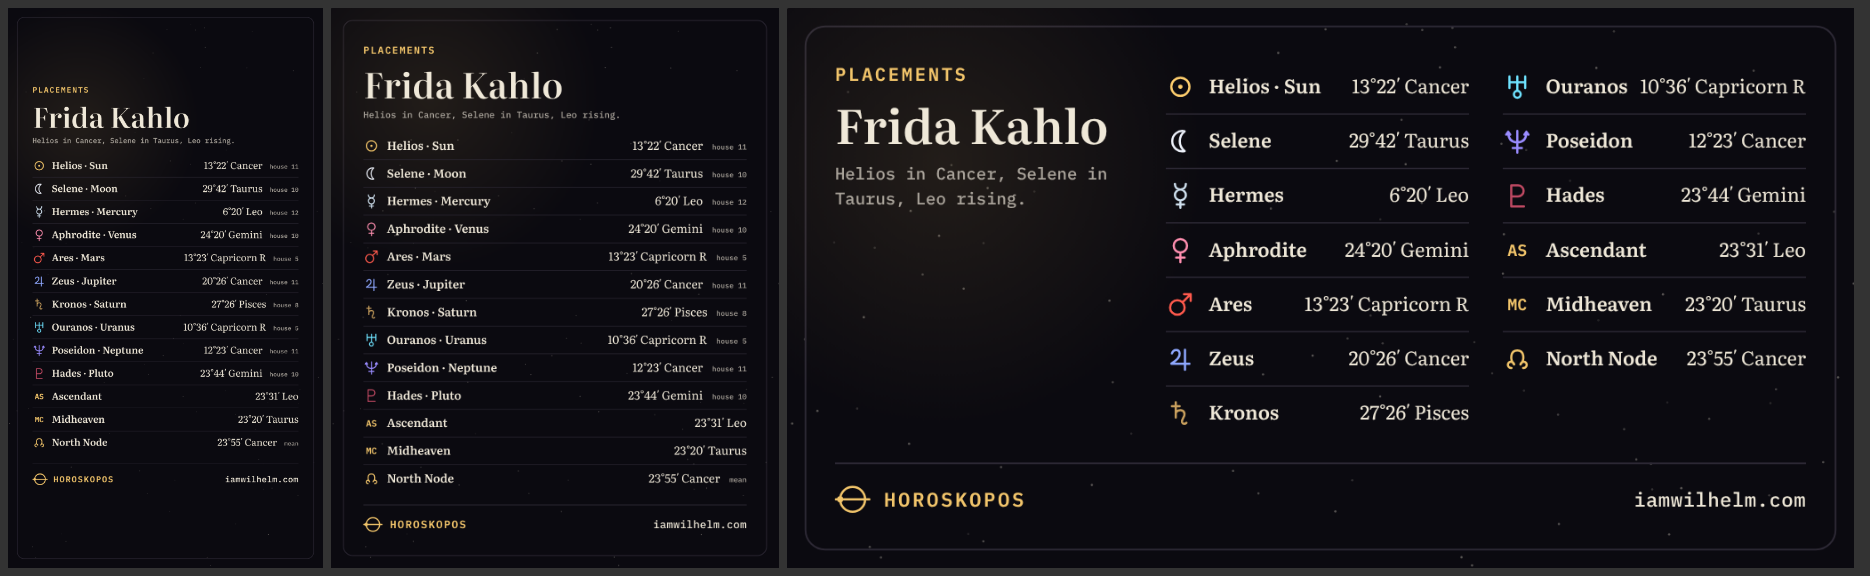 PLACEMENTS
Frida Kahlo
Helios in Cancer, Selene in Taurus, Leo rising.
Helios · Sun 13°22′ Cancer house 11
Selene · Moon 29°42′ Taurus house 10
Hermes · Mercury 6°20′ Leo house 12
Aphrodite · Venus 24°20′ Gemini house 10
Ares · Mars 13°23′ Capricorn R house 5
Zeus · Jupiter 20°26′ Cancer house 11
Kronos · Saturn 27°26′ Pisces house 8
Ouranos · Uranus 10°36′ Capricorn R house 5
Poseidon · Neptune 12°23′ Cancer house 11
Hades · Pluto 23°44′ Gemini house 10
AS Ascendant 23°31′ Leo
MC Midheaven 23°20′ Taurus
North Node 23°55′ Cancer mean
HOROSKOPOS iamwilhelm.com
PLACEMENTS
Frida Kahlo
Helios in Cancer, Selene in Taurus, Leo rising.
Helios · Sun 13°22′ Cancer house 11
Selene · Moon 29°42′ Taurus house 10
Hermes · Mercury 6°20′ Leo house 12
Aphrodite · Venus 24°20′ Gemini house 10
Ares · Mars 13°23′ Capricorn R house 5
Zeus · Jupiter 20°26′ Cancer house 11
Kronos · Saturn 27°26′ Pisces house 8
Ouranos · Uranus 10°36′ Capricorn R house 5
Poseidon · Neptune 12°23′ Cancer house 11
Hades · Pluto 23°44′ Gemini house 10
AS Ascendant 23°31′ Leo
MC Midheaven 23°20′ Taurus
North Node 23°55′ Cancer mean
HOROSKOPOS iamwilhelm.com
PLACEMENTS
Frida Kahlo
Helios in Cancer, Selene in
Taurus, Leo rising.
Helios · Sun 13°22′ Cancer
Selene 29°42′ Taurus
Hermes 6°20′ Leo
Aphrodite 24°20′ Gemini
Ares 13°23′ Capricorn R
Zeus 20°26′ Cancer
Kronos 27°26′ Pisces
Ouranos 10°36′ Capricorn R
Poseidon 12°23′ Cancer
Hades 23°44′ Gemini
AS Ascendant 23°31′ Leo
MC Midheaven 23°20′ Taurus
North Node 23°55′ Cancer
HOROSKOPOS iamwilhelm.com